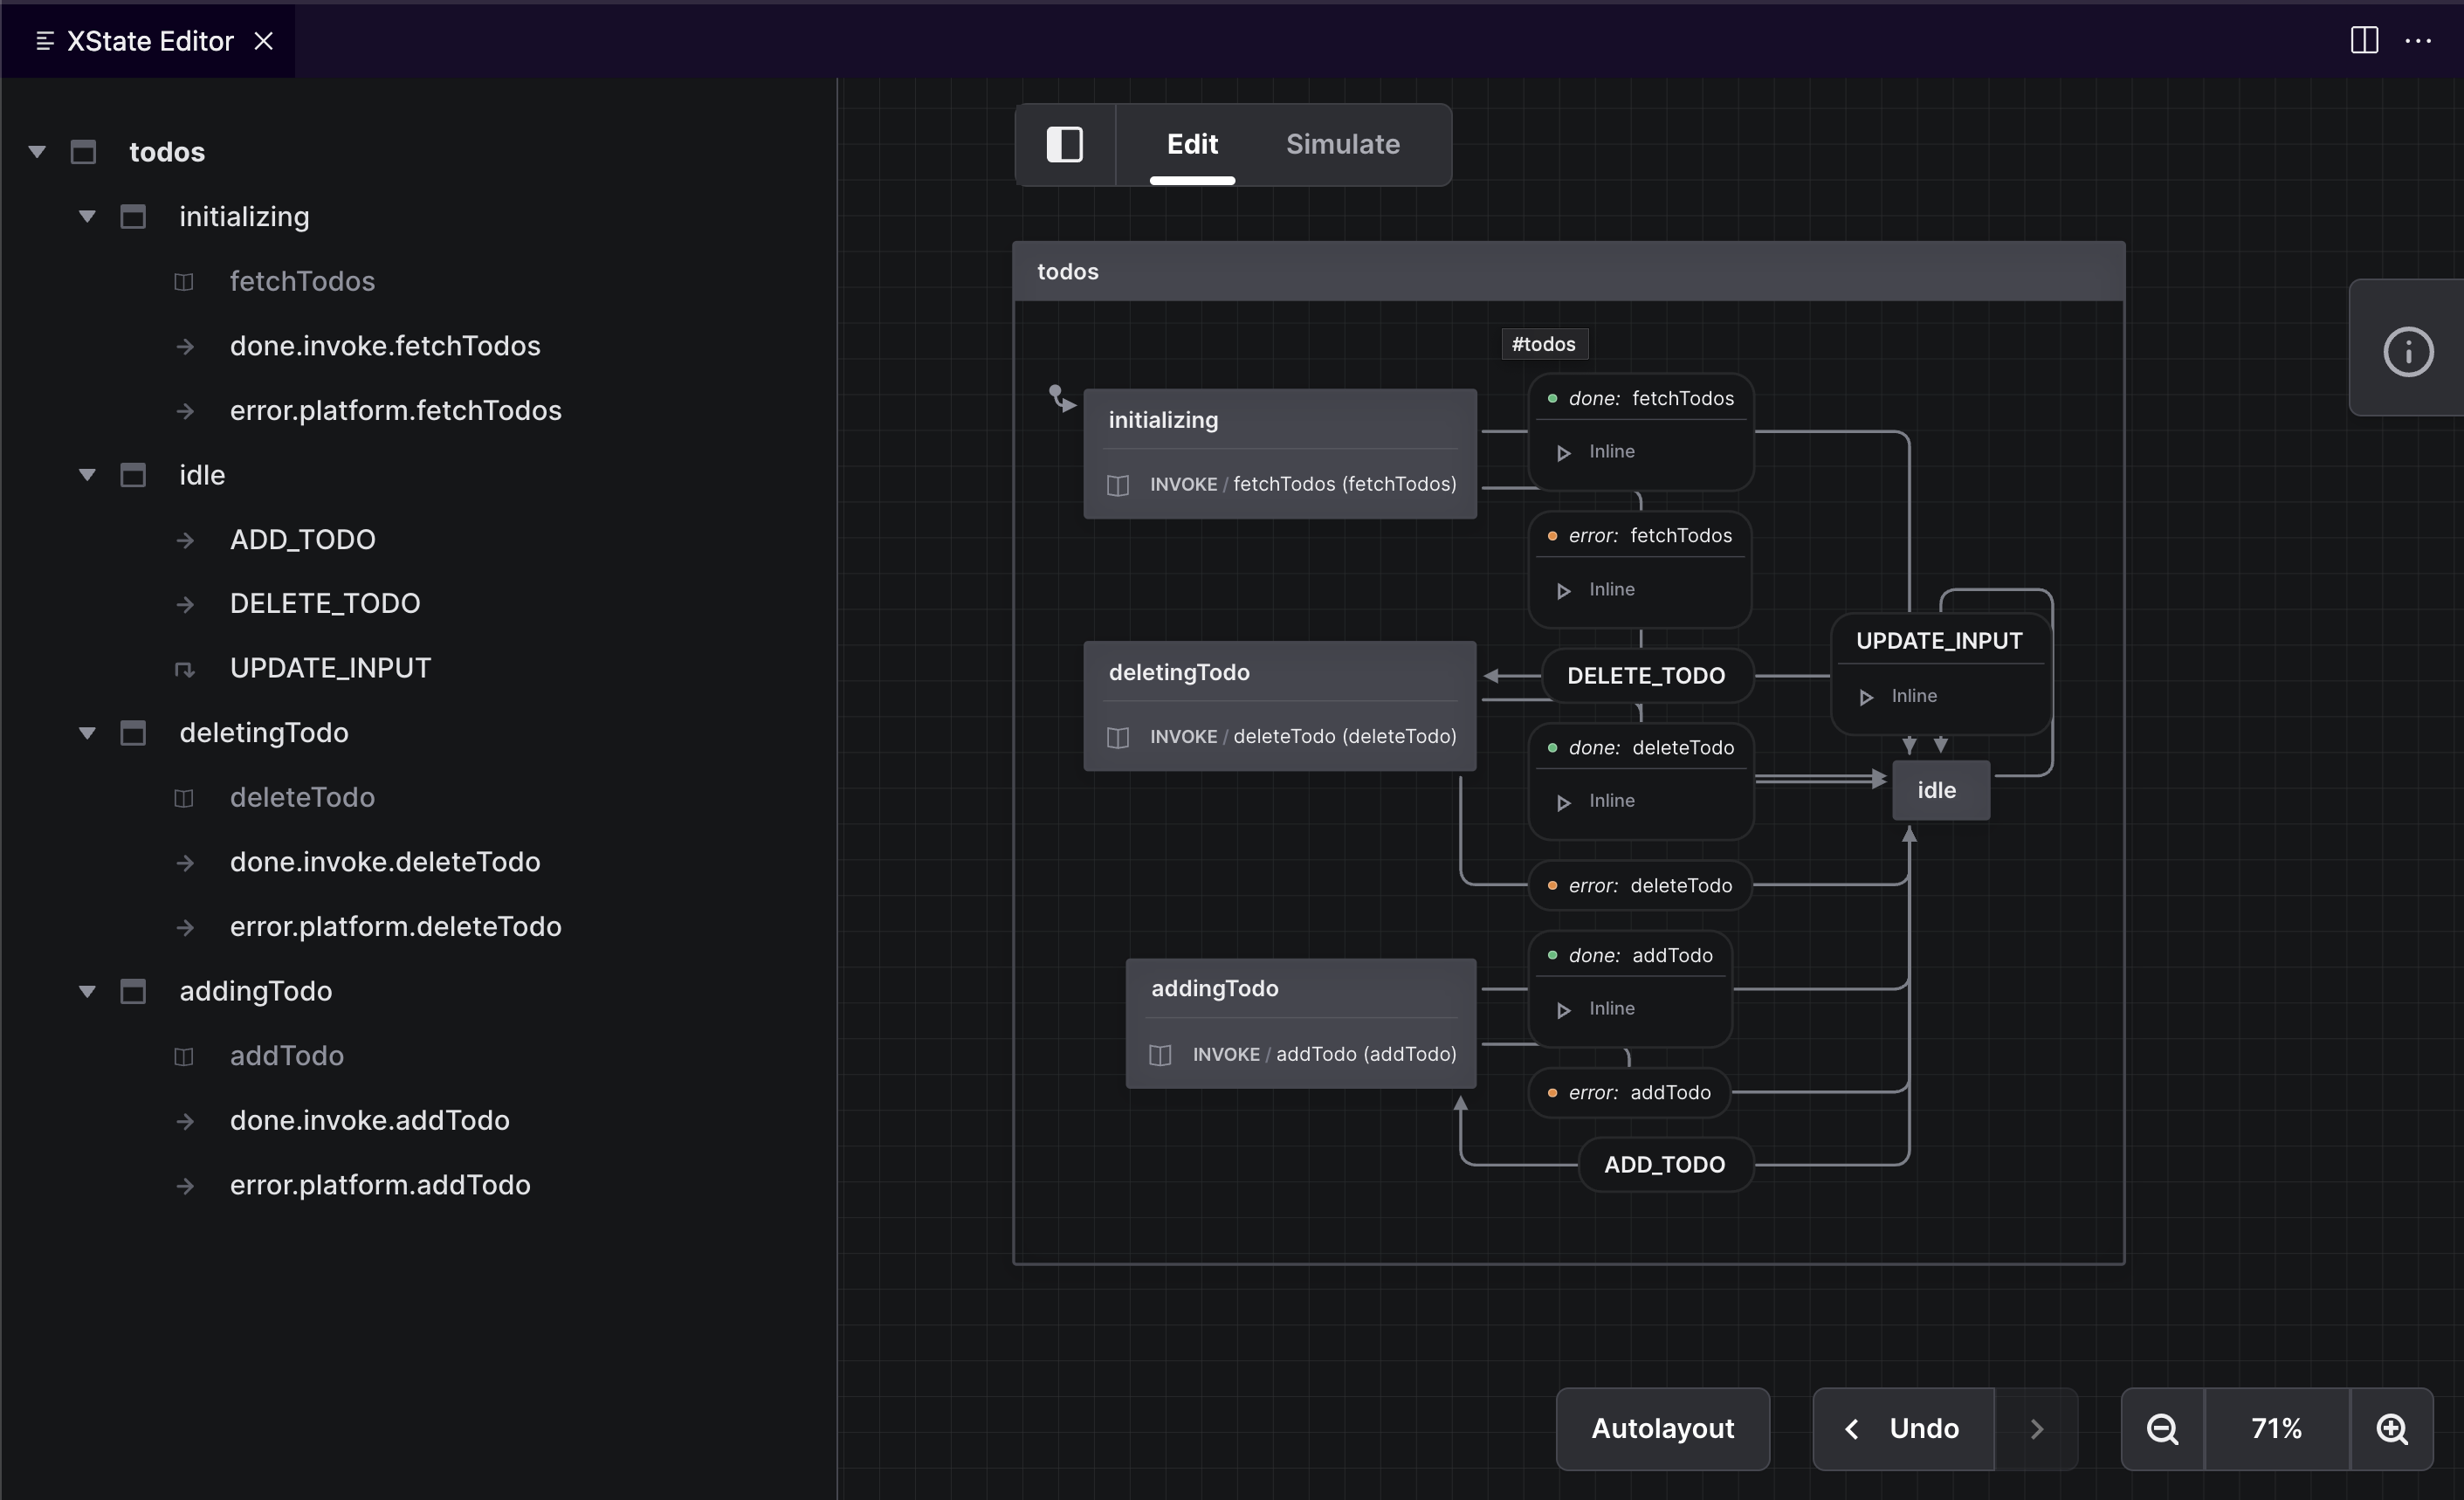 XState Editor
todos
initializing
fetchTodos
done.invoke.fetchTodos
error.platform.fetchTodos
idle
ADD_TODO
DELETE_TODO
UPDATE_INPUT
deletingTodo
deleteTodo
done.invoke.deleteTodo
error.platform.deleteTodo
addingTodo
addTodo
done.invoke.addTodo
error.platform.addTodo
Edit
Simulate
todos
#todos
initializing
INVOKE / fetchTodos (fetchTodos)
done: fetchTodos
Inline
error: fetchTodos
Inline
deletingTodo
INVOKE / deleteTodo (deleteTodo)
DELETE_TODO
UPDATE_INPUT
Inline
done: deleteTodo
Inline
idle
error: deleteTodo
addingTodo
INVOKE / addTodo (addTodo)
done: addTodo
Inline
error: addTodo
ADD_TODO
Autolayout
Undo
71%